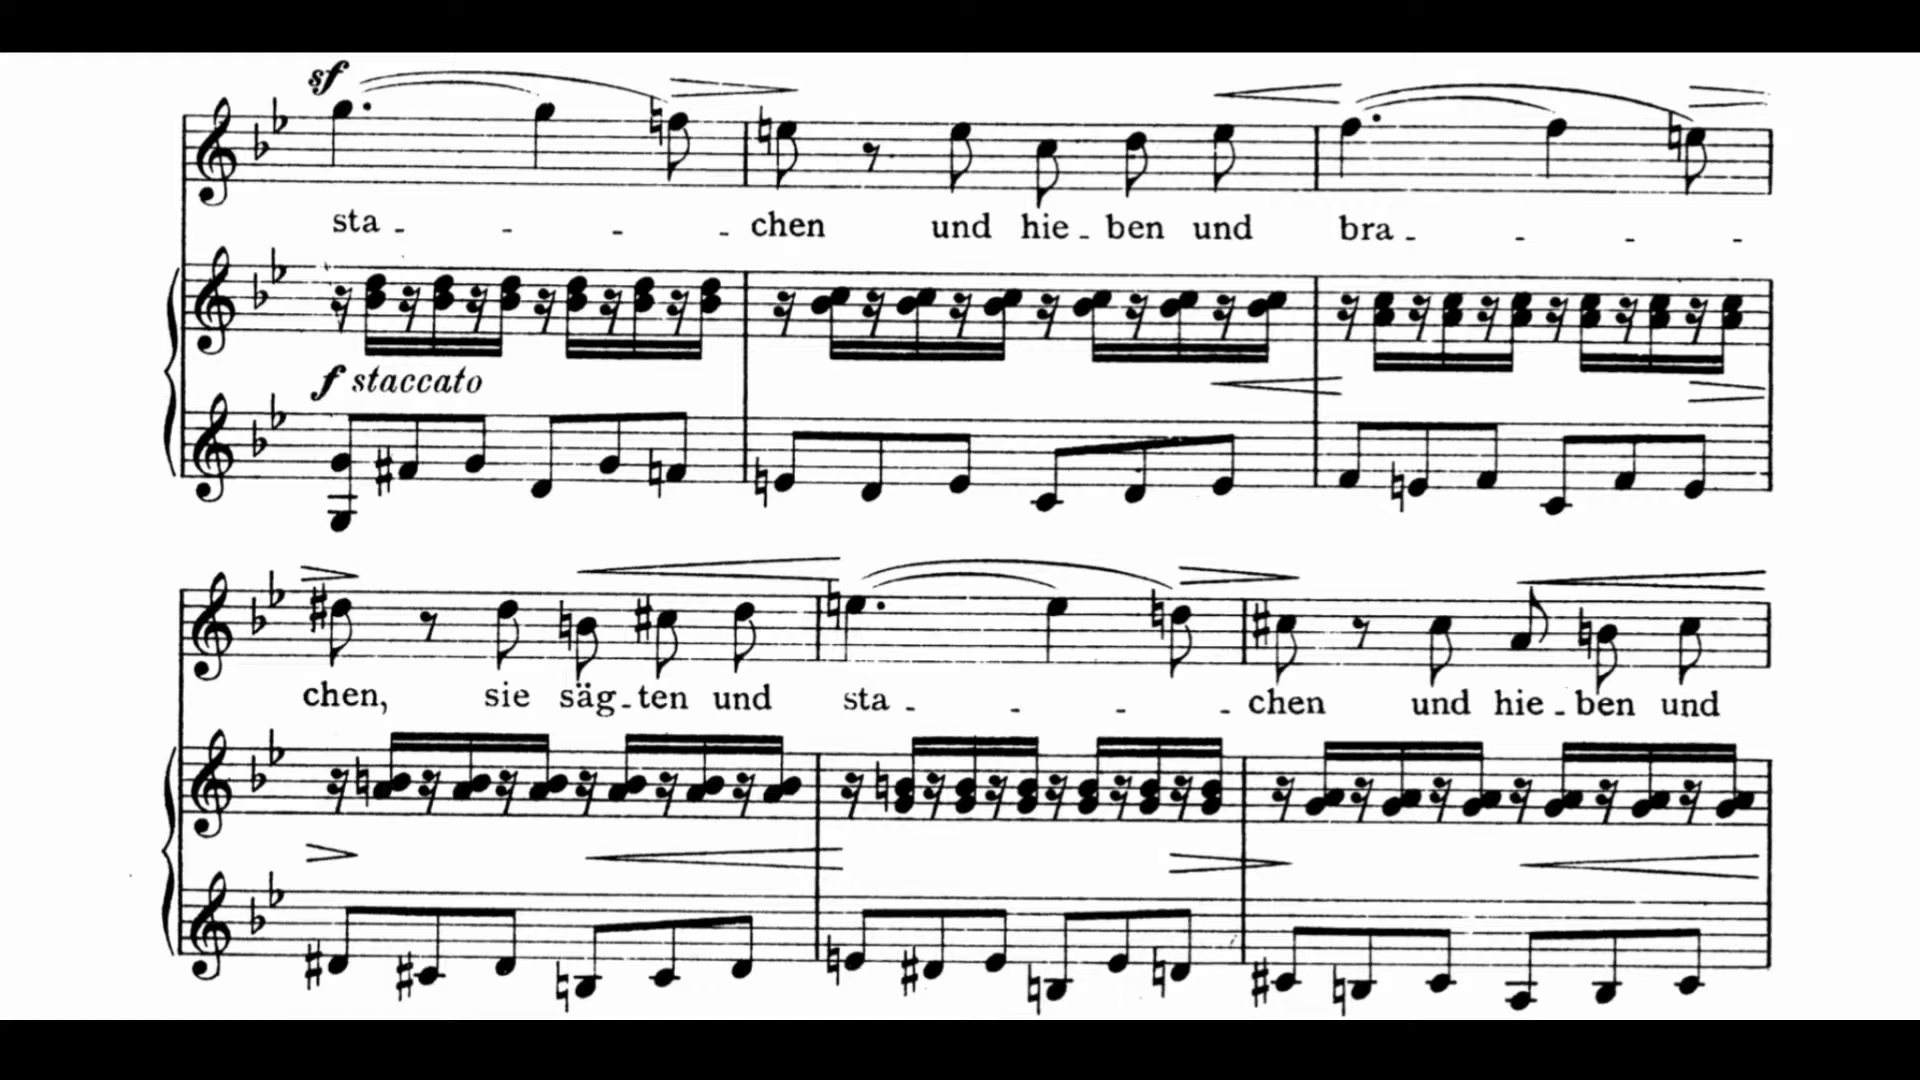 sf
sta - - - - chen und hie - ben und bra - - - -
f staccato
chen, sie säg - ten und sta - - - - chen und hie - ben und